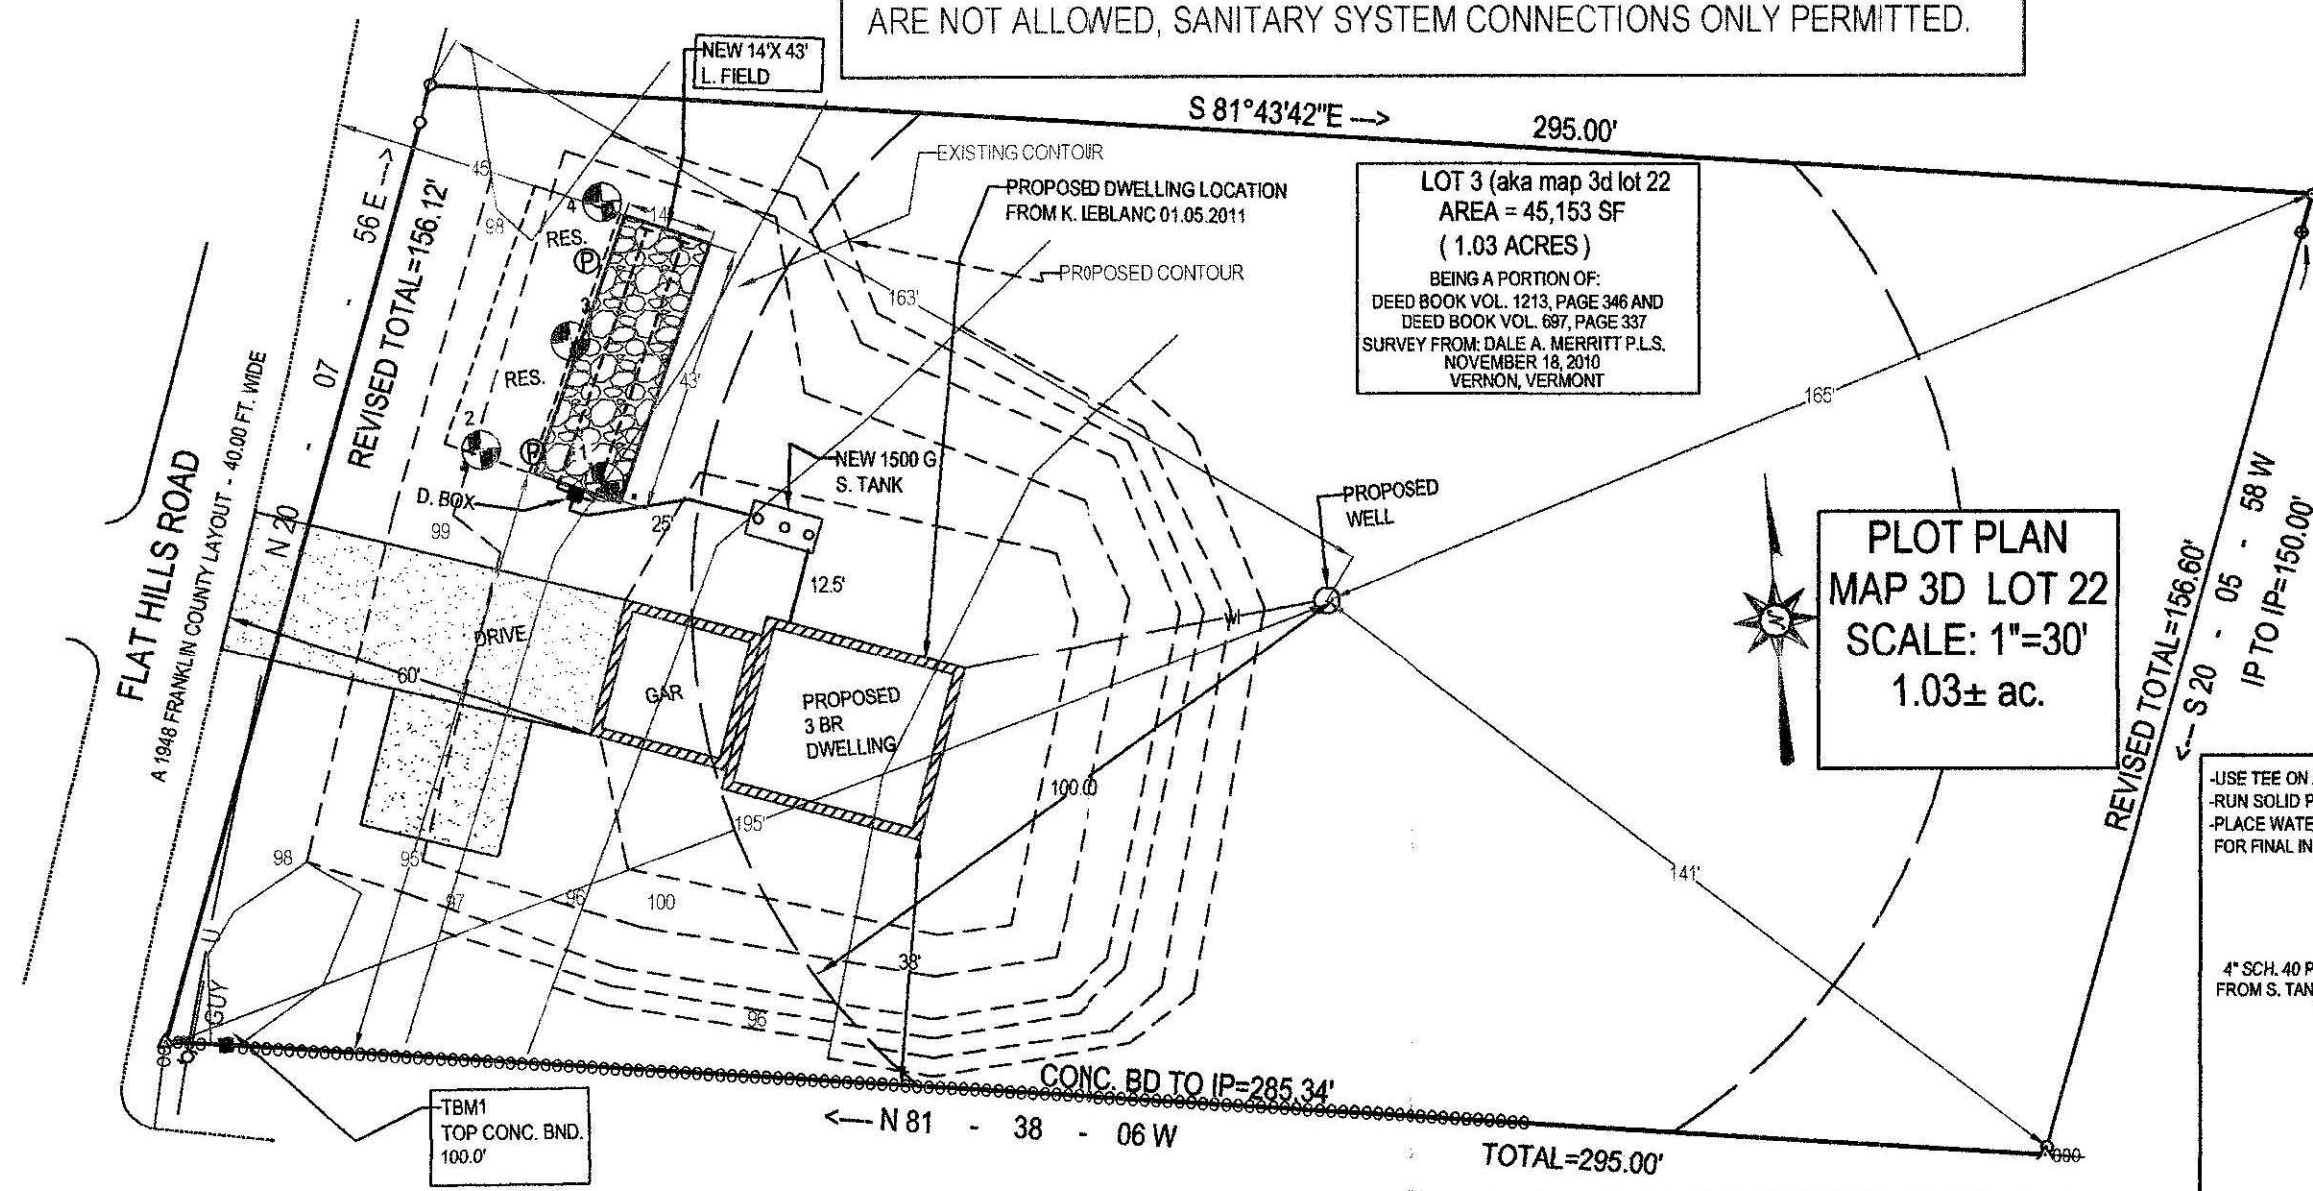 ARE NOT ALLOWED, SANITARY SYSTEM CONNECTIONS ONLY PERMITTED.
NEW 14'X 43'
L. FIELD
S 81°43'42"E --->
295.00'
EXISTING CONTOUR
PROPOSED DWELLING LOCATION
FROM K. LEBLANC 01.05.2011
PROPOSED CONTOUR
LOT 3 (aka map 3d lot 22
AREA = 45,153 SF
( 1.03 ACRES )
BEING A PORTION OF:
DEED BOOK VOL. 1213, PAGE 346 AND
DEED BOOK VOL. 697, PAGE 337
SURVEY FROM: DALE A. MERRITT P.L.S.
NOVEMBER 18, 2010
VERNON, VERMONT
45'
98
4
14'
RES.
P
3
163'
43'
RES.
2
P
1
165'
N 20 - 07 - 56 E --->
REVISED TOTAL=156.12'
FLAT HILLS ROAD
A 1948 FRANKLIN COUNTY LAYOUT - 40.00 FT. WIDE
D. BOX
99
25'
NEW 1500 G
S. TANK
12.5'
PROPOSED
WELL
PLOT PLAN
MAP 3D LOT 22
SCALE: 1"=30'
1.03± ac.
N
W
DRIVE
60'
GAR
PROPOSED
3 BR
DWELLING
100.0
195'
141'
REVISED TOTAL=156.60'
<--- S 20 - 05 - 58 W
IP TO IP=150.00'
-USE TEE ON
-RUN SOLID P
-PLACE WATE
FOR FINAL IN
4" SCH. 40 P
FROM S. TAN
98
95'
97
96
100
38'
96
U
GUY
CONC. BD TO IP=285.34'
<--- N 81 - 38 - 06 W
TOTAL=295.00'
TBM1
TOP CONC. BND.
100.0'